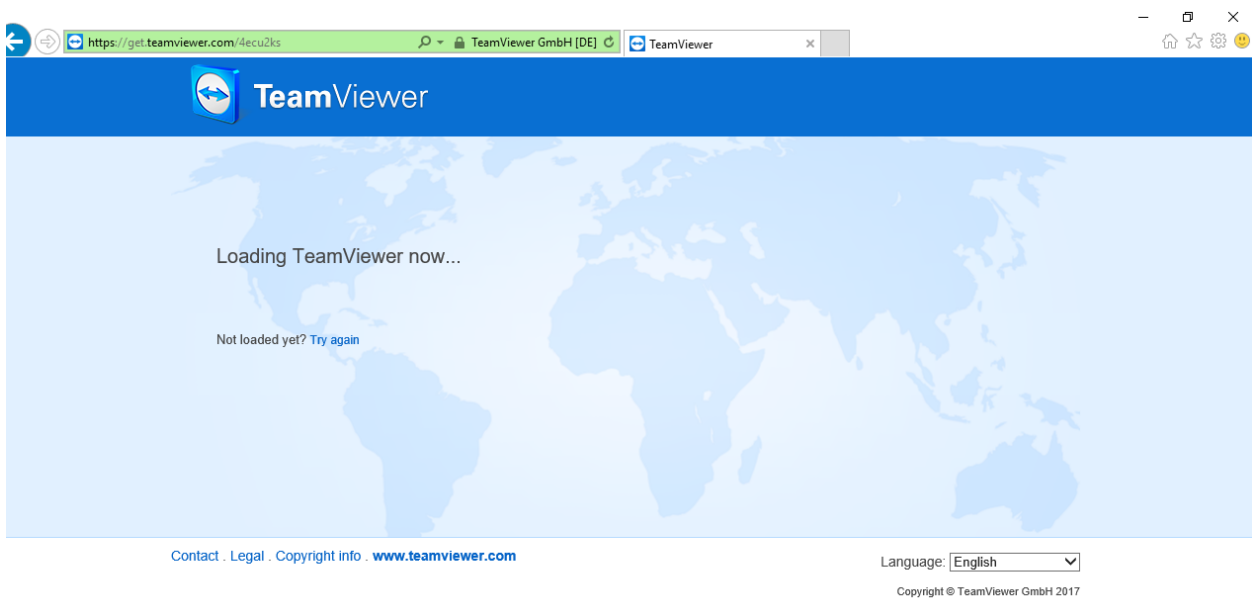 https://get.teamviewer.com/4ecu2ks
TeamViewer GmbH [DE]
TeamViewer
TeamViewer
Loading TeamViewer now...
Not loaded yet? Try again
Contact . Legal . Copyright info . www.teamviewer.com
Language: English
Copyright © TeamViewer GmbH 2017